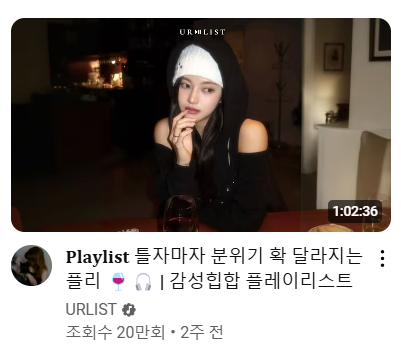 UR LIST
1:02:36
Playlist 틀자마자 분위기 확 달라지는
플리 🍷 🎧 | 감성힙합 플레이리스트
URLIST
조회수 20만회 • 2주 전